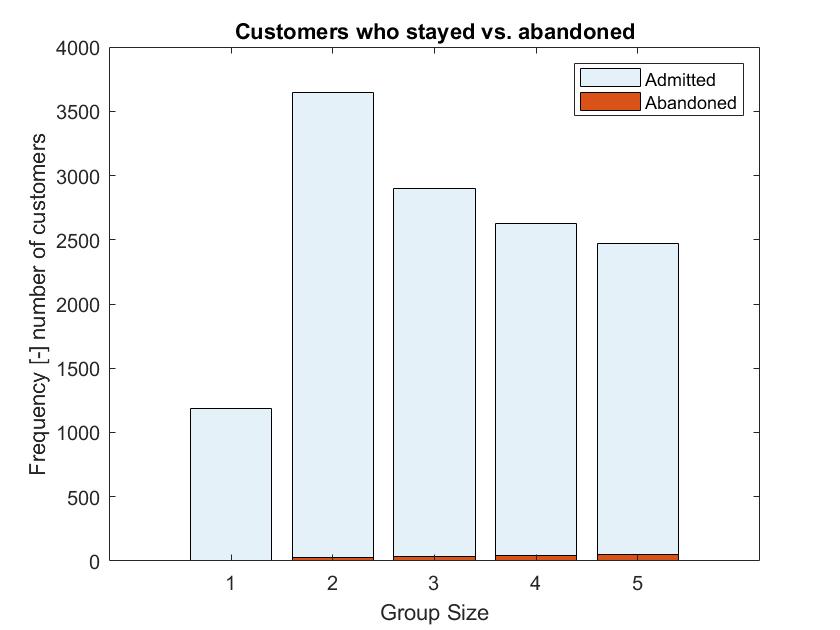 Customers who stayed vs. abandoned
Admitted
Abandoned
Frequency [-] number of customers
4000
3500
3000
2500
2000
1500
1000
500
0
1 2 3 4 5
Group Size